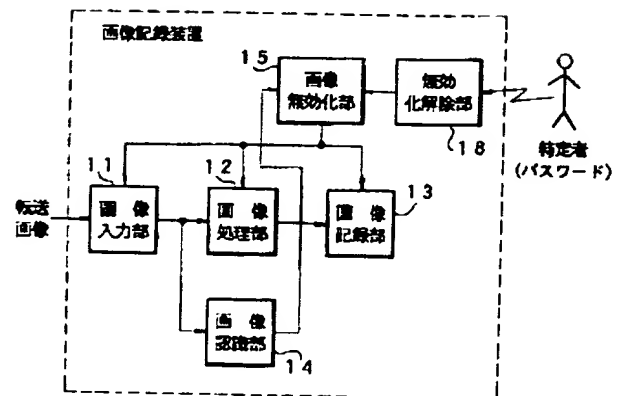 画像記録装置
15
画像
無効化部
無効
化解除部
18
特定者
(パスワード)
11
12
13
転送
画像
画像
入力部
画像
処理部
画像
記録部
画像
認識部
14